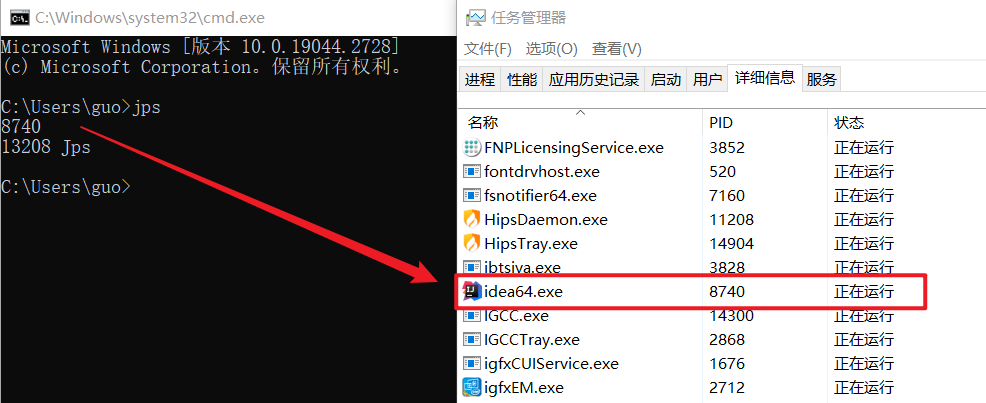 C:\Windows\system32\cmd.exe
Microsoft Windows [版本 10.0.19044.2728]
(c) Microsoft Corporation。保留所有权利。
C:\Users\guo>jps
8740
13208 Jps
C:\Users\guo>
任务管理器
文件(F) 选项(O) 查看(V)
进程 性能 应用历史记录 启动 用户 详细信息 服务
名称 PID 状态
FNPLicensingService.exe 3852 正在运行
fontdrvhost.exe 520 正在运行
fsnotifier64.exe 7160 正在运行
HipsDaemon.exe 11208 正在运行
HipsTray.exe 14904 正在运行
ibtsiva.exe 3828 正在运行
idea64.exe 8740 正在运行
IGCC.exe 14300 正在运行
IGCCTray.exe 2868 正在运行
igfxCUIService.exe 1676 正在运行
igfxEM.exe 2712 正在运行